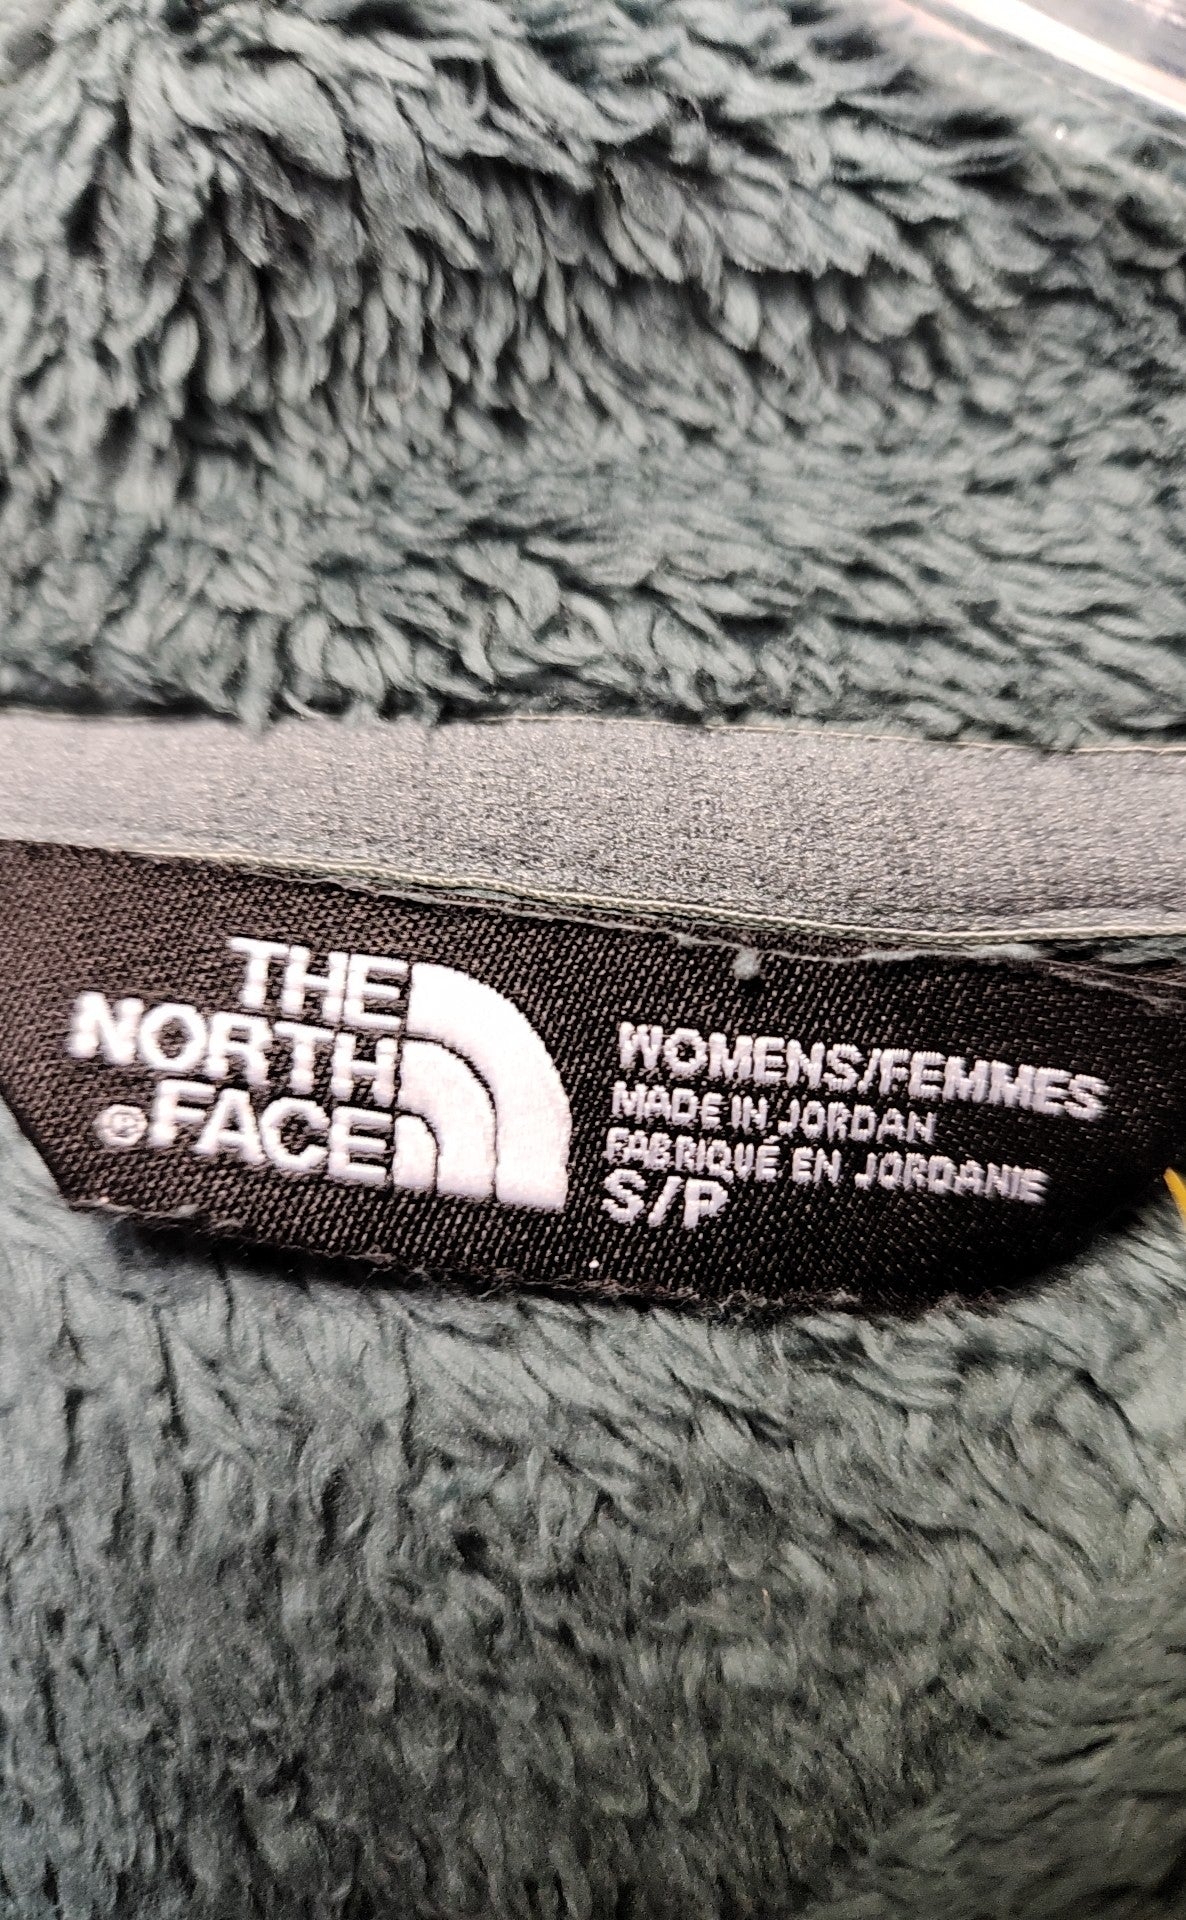 THE
NORTH
FACE
®
WOMENS/FEMMES
MADE IN JORDAN
FABRIQUÉ EN JORDANIE
S/P